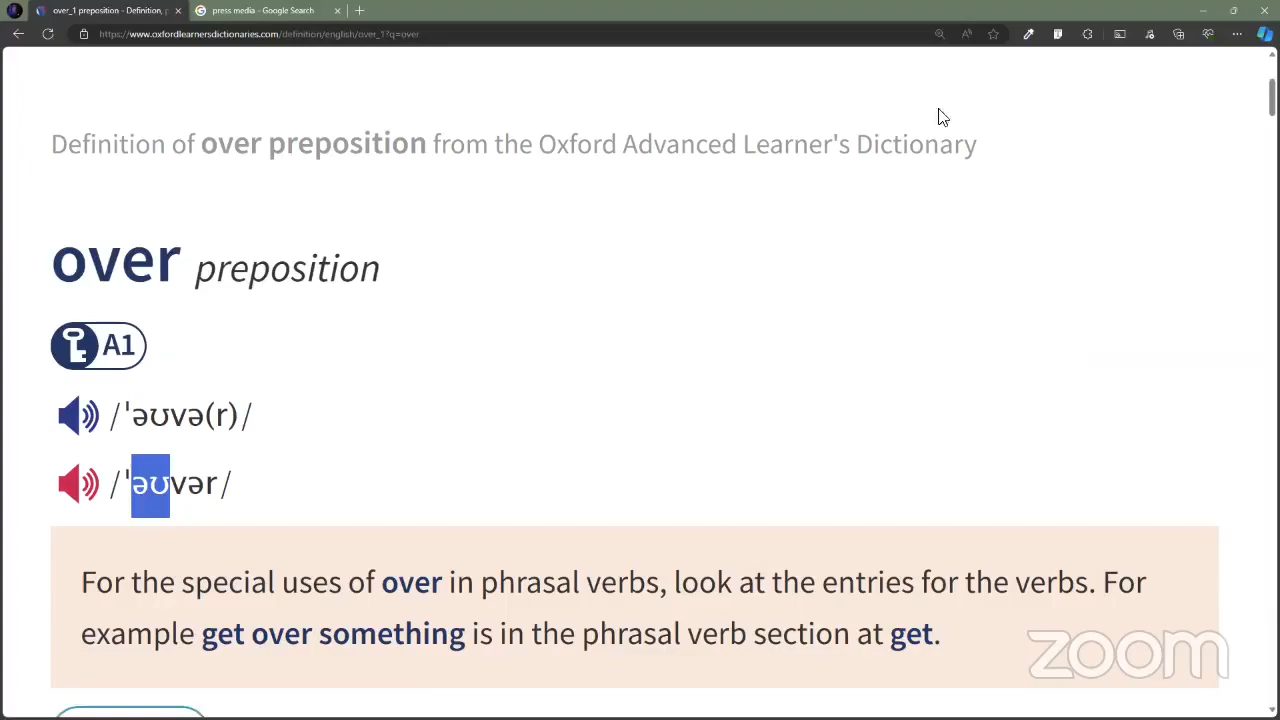 over_1 preposition - Definition, p
press media - Google Search
https://www.oxfordlearnersdictionaries.com/definition/english/over_1?q=over
Definition of over preposition from the Oxford Advanced Learner's Dictionary
over preposition
A1
/ˈəʊvə(r)/
/ˈəʊvər/
For the special uses of over in phrasal verbs, look at the entries for the verbs. For
example get over something is in the phrasal verb section at get.
zoom